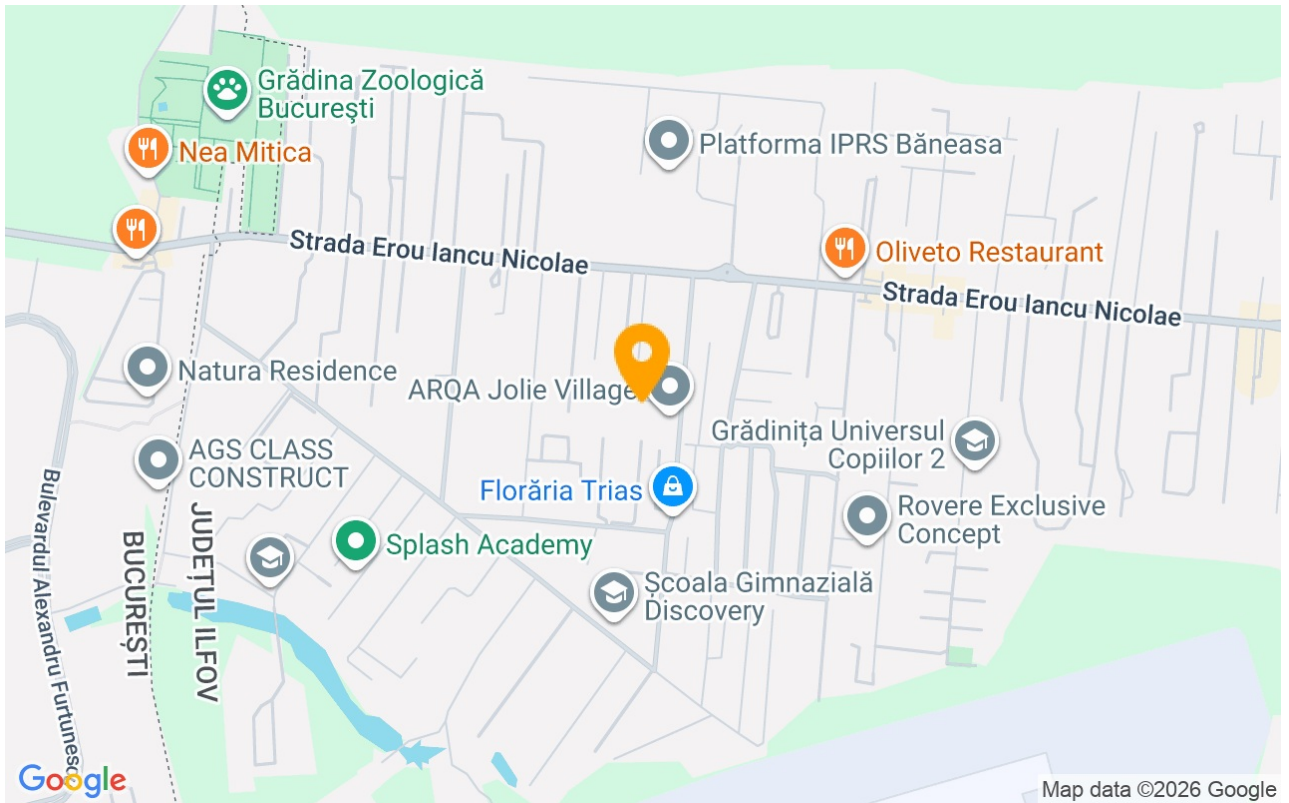 Grădina Zoologică
Bucureşti
Nea Mitica
Platforma IPRS Băneasa
Strada Erou Iancu Nicolae
Oliveto Restaurant
Strada Erou Iancu Nicolae
Natura Residence
ARQA Jolie Village
Grădinița Universul
Copiilor 2
AGS CLASS
CONSTRUCT
Florăria Trias
Rovere Exclusive
Concept
Splash Academy
Școala Gimnazială
Discovery
Bulevardul Alexandru Furtunesc
BUCUREȘTI
JUDEȚUL ILFOV
Google
Map data ©2026 Google